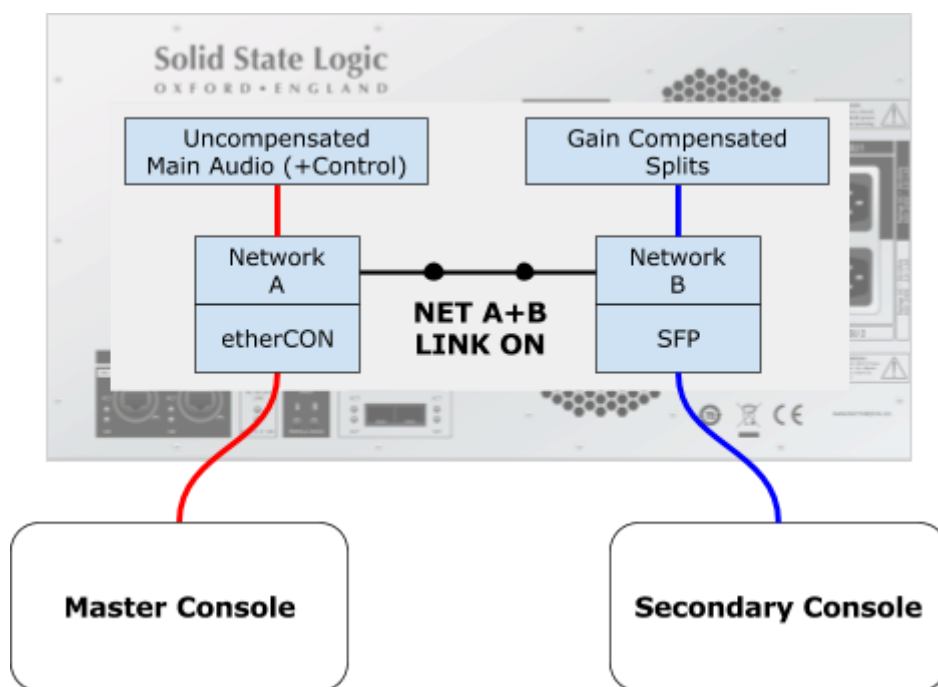 Solid State Logic
OXFORD • ENGLAND
Uncompensated
Main Audio (+Control)
Gain Compensated
Splits
Network
A
etherCON
NET A+B
LINK ON
Network
B
SFP
Master Console
Secondary Console